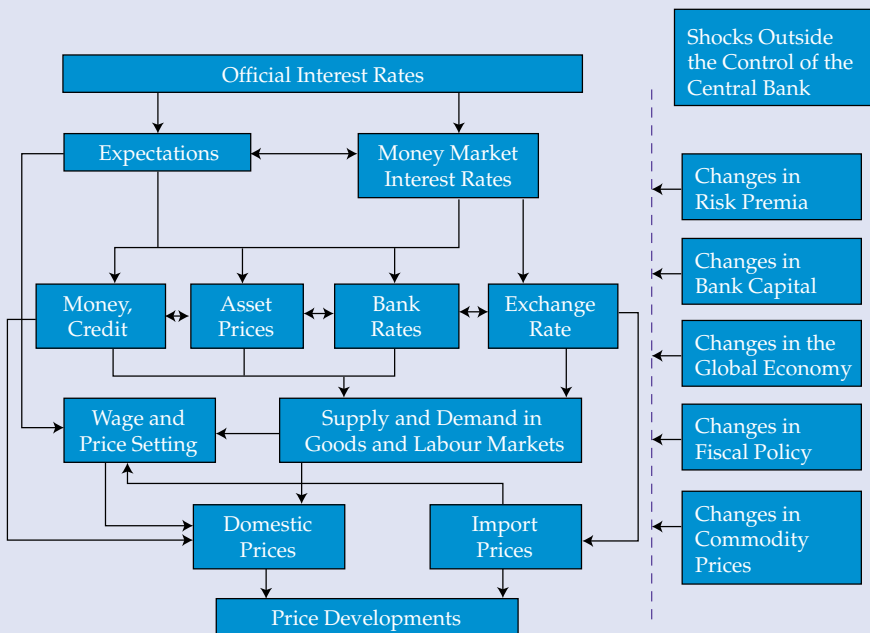 Official Interest Rates
Shocks Outside
the Control of the
Central Bank
Expectations
Money Market
Interest Rates
Changes in
Risk Premia
Money,
Credit
Asset
Prices
Bank
Rates
Exchange
Rate
Changes in
Bank Capital
Changes in the
Global Economy
Wage and
Price Setting
Supply and Demand in
Goods and Labour Markets
Changes in
Fiscal Policy
Domestic
Prices
Import
Prices
Changes in
Commodity
Prices
Price Developments